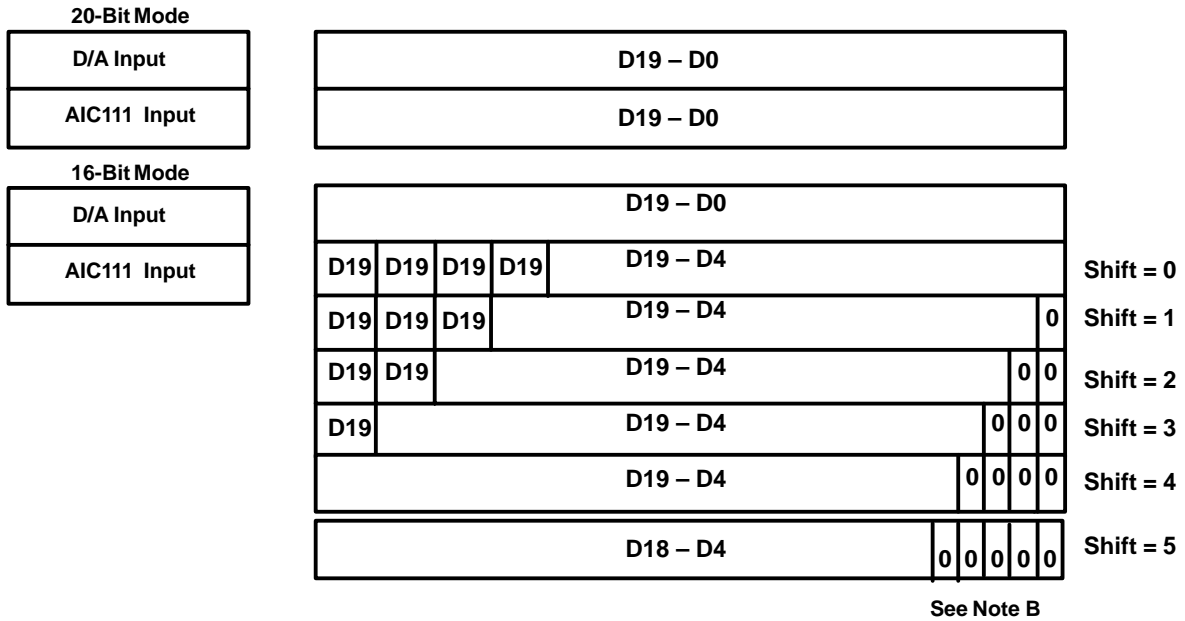 20-Bit Mode
D/A Input
D19 – D0
AIC111 Input
D19 – D0
16-Bit Mode
D/A Input
D19 – D0
AIC111 Input
D19 D19 D19 D19 D19 – D4 Shift = 0
D19 D19 D19 D19 – D4 0 Shift = 1
D19 D19 D19 – D4 0 0 Shift = 2
D19 D19 – D4 0 0 0 Shift = 3
D19 – D4 0 0 0 0 Shift = 4
D18 – D4 0 0 0 0 0 Shift = 5
See Note B